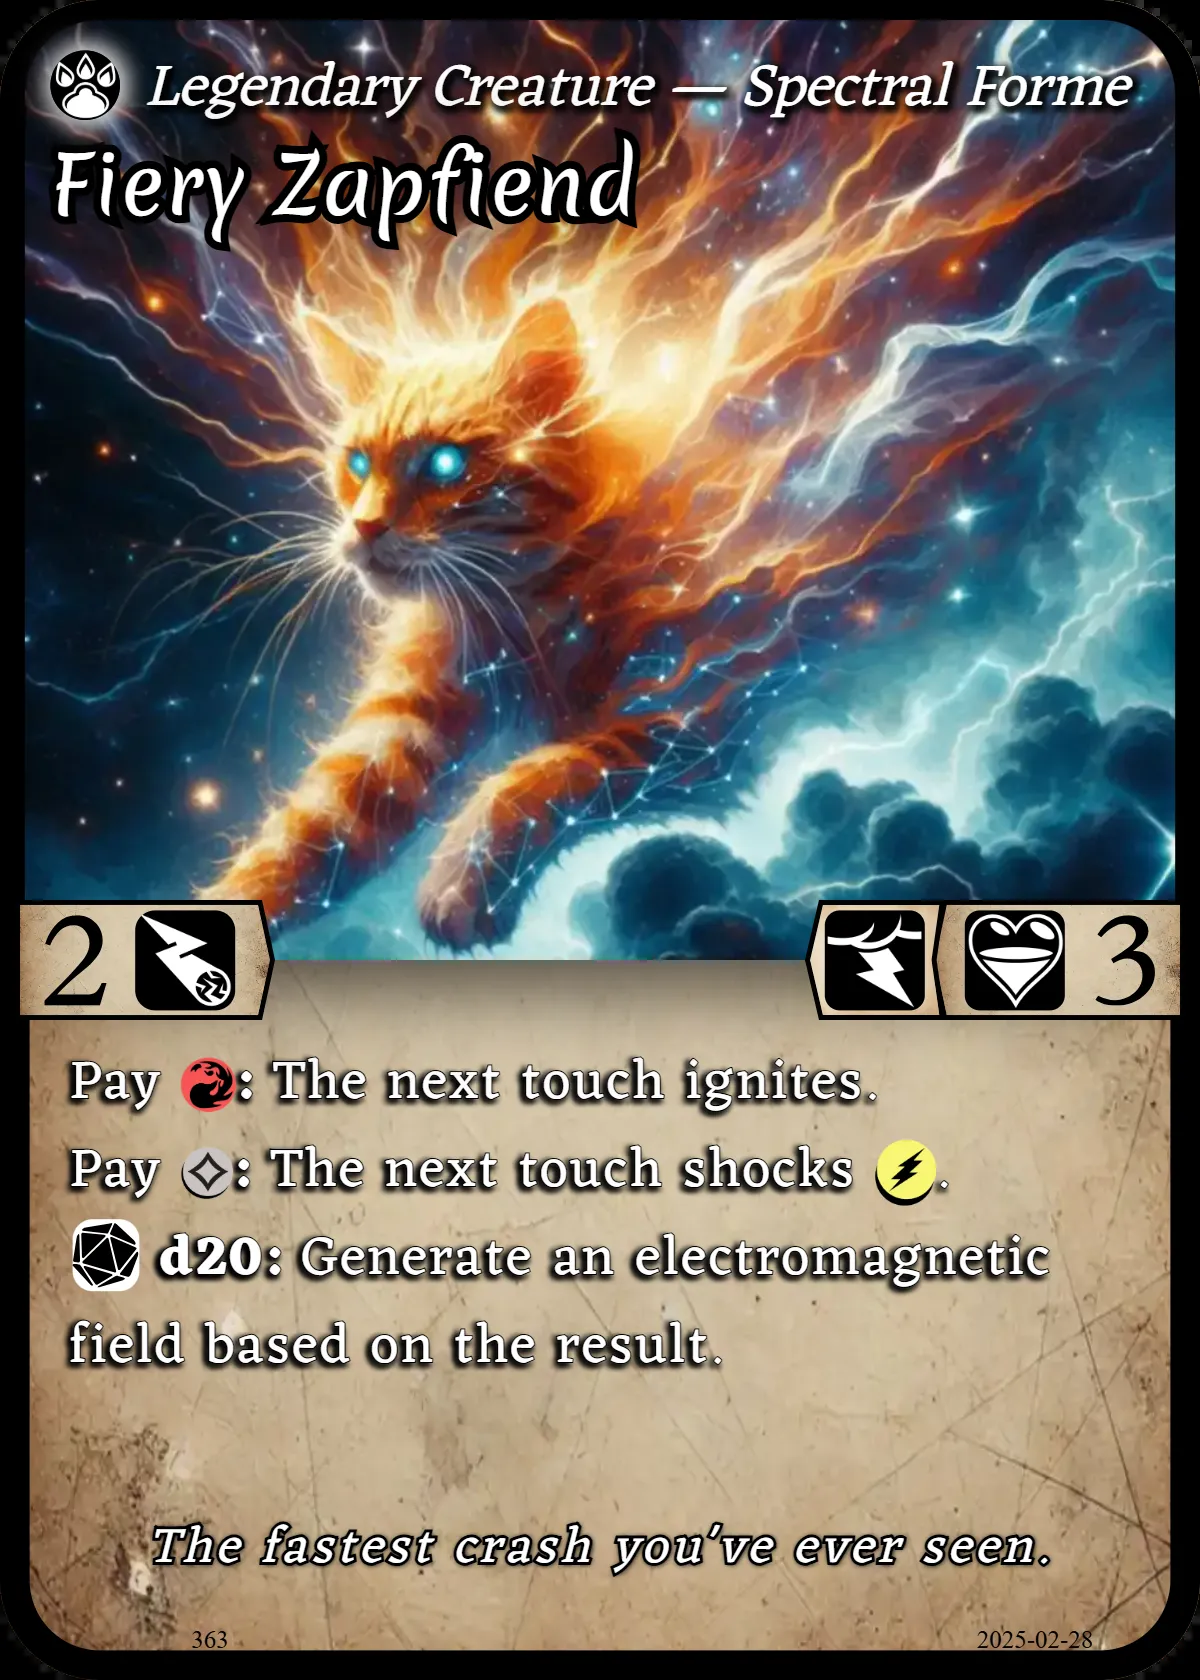 Legendary Creature — Spectral Forme
Fiery Zapfiend
2 3
Pay : The next touch ignites.
Pay : The next touch shocks .
d20: Generate an electromagnetic
field based on the result.
The fastest crash you've ever seen.
363 2025-02-28